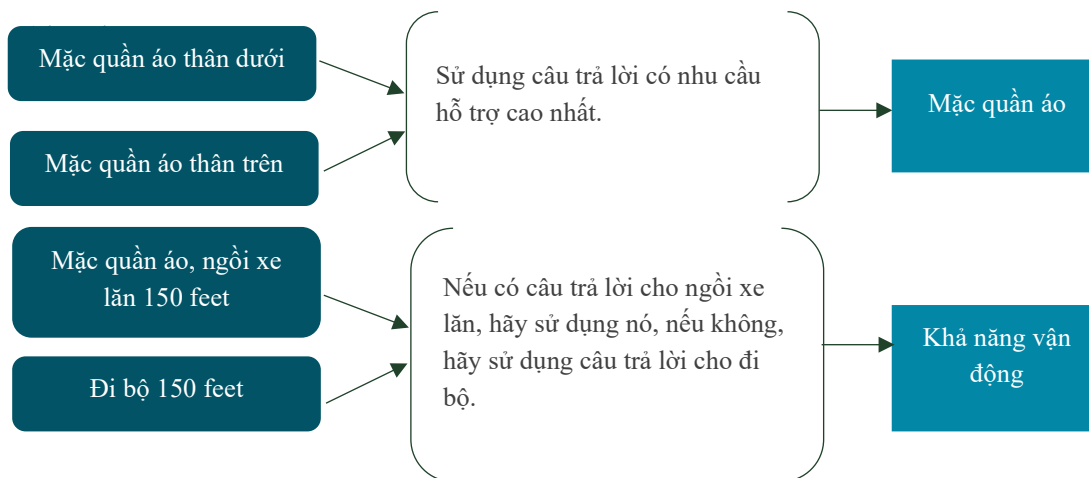 Mặc quần áo thân dưới
Mặc quần áo thân trên
Sử dụng câu trả lời có nhu cầu
hỗ trợ cao nhất.
Mặc quần áo
Mặc quần áo, ngồi xe
lăn 150 feet
Đi bộ 150 feet
Nếu có câu trả lời cho ngồi xe
lăn, hãy sử dụng nó, nếu không,
hãy sử dụng câu trả lời cho đi
bộ.
Khả năng vận
động